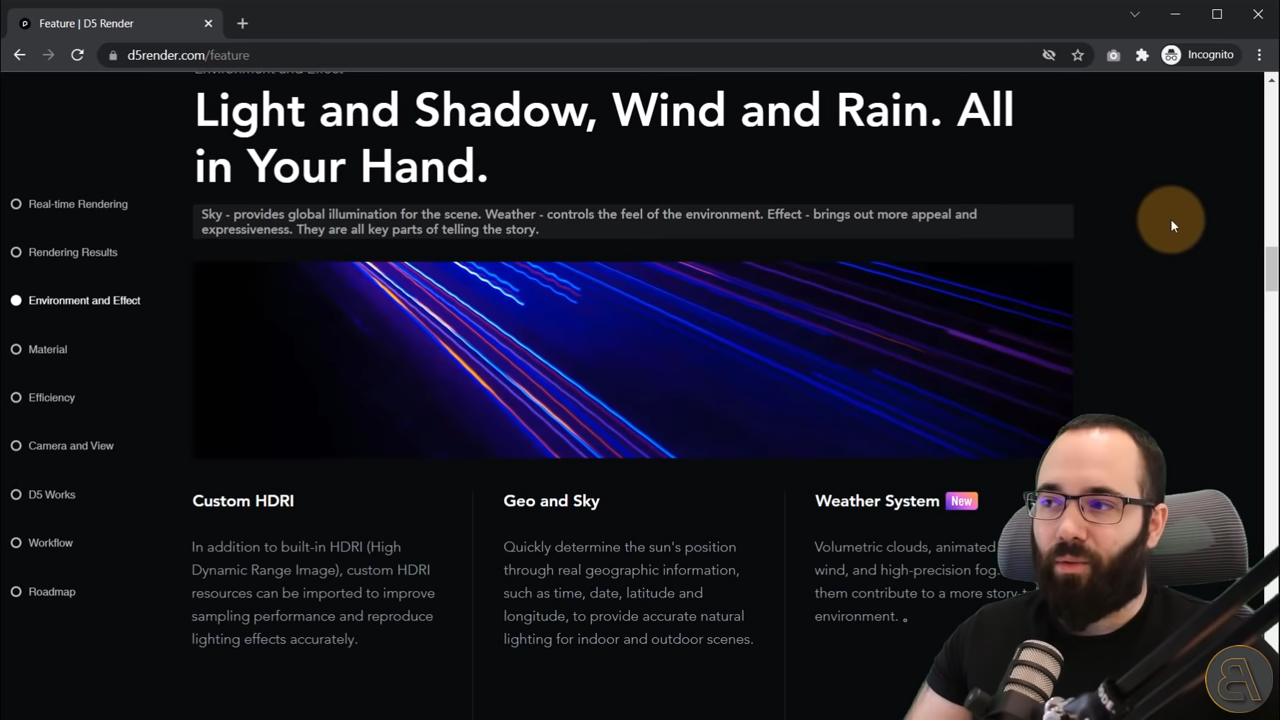 Feature | D5 Render
d5render.com/feature
Incognito
Environment and Effect
Light and Shadow, Wind and Rain. All
in Your Hand.
Sky - provides global illumination for the scene. Weather - controls the feel of the environment. Effect - brings out more appeal and
expressiveness. They are all key parts of telling the story.
Real-time Rendering
Rendering Results
Environment and Effect
Material
Efficiency
Camera and View
D5 Works
Workflow
Roadmap
Custom HDRI
In addition to built-in HDRI (High
Dynamic Range Image), custom HDRI
resources can be imported to improve
sampling performance and reproduce
lighting effects accurately.
Geo and Sky
Quickly determine the sun's position
through real geographic information,
such as time, date, latitude and
longitude, to provide accurate natural
lighting for indoor and outdoor scenes.
Weather System New
Volumetric clouds, animated
wind, and high-precision fog.
them contribute to a more story-
environment. 。